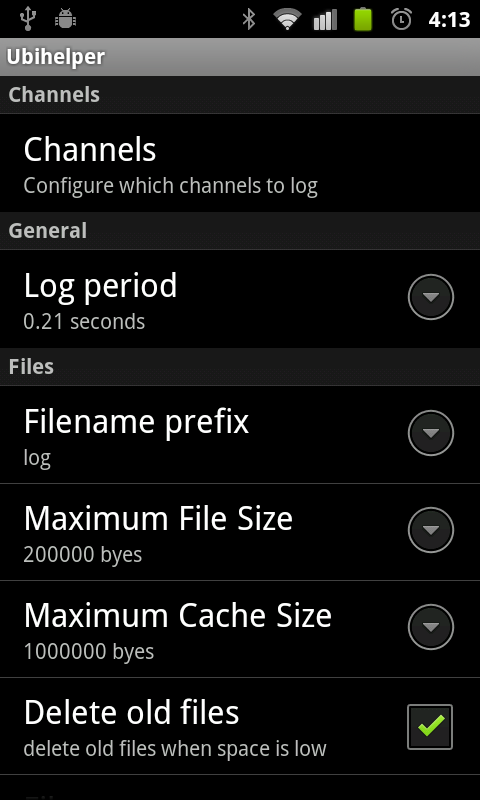 4:13
Ubihelper
Channels
Channels
Configure which channels to log
General
Log period
0.21 seconds
Files
Filename prefix
log
Maximum File Size
200000 byes
Maximum Cache Size
1000000 byes
Delete old files
delete old files when space is low